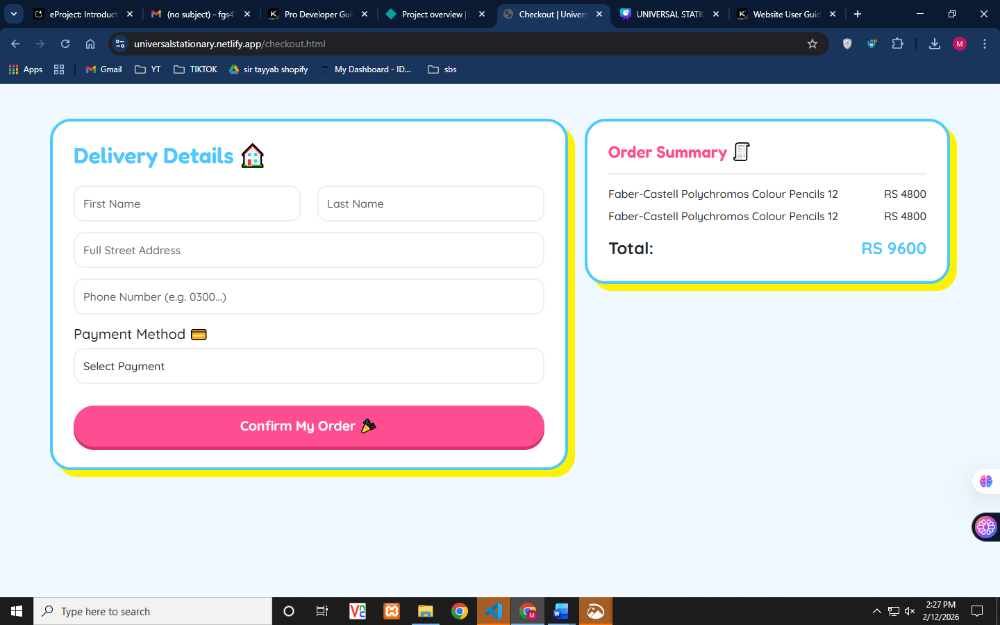 eProject: Introduct
(no subject) - fgs4
Pro Developer Gui
Project overview |
Checkout | Univers
UNIVERSAL STATIO
Website User Guid
universalstationary.netlify.app/checkout.html
M
Apps
Gmail
YT
TIKTOK
sir tayyab shopify
My Dashboard - ID...
sbs
Delivery Details
First Name
Last Name
Full Street Address
Phone Number (e.g. 0300...)
Payment Method
Select Payment
Confirm My Order
Order Summary
Faber-Castell Polychromos Colour Pencils 12 RS 4800
Faber-Castell Polychromos Colour Pencils 12 RS 4800
Total: RS 9600
Type here to search
2:27 PM
2/12/2026